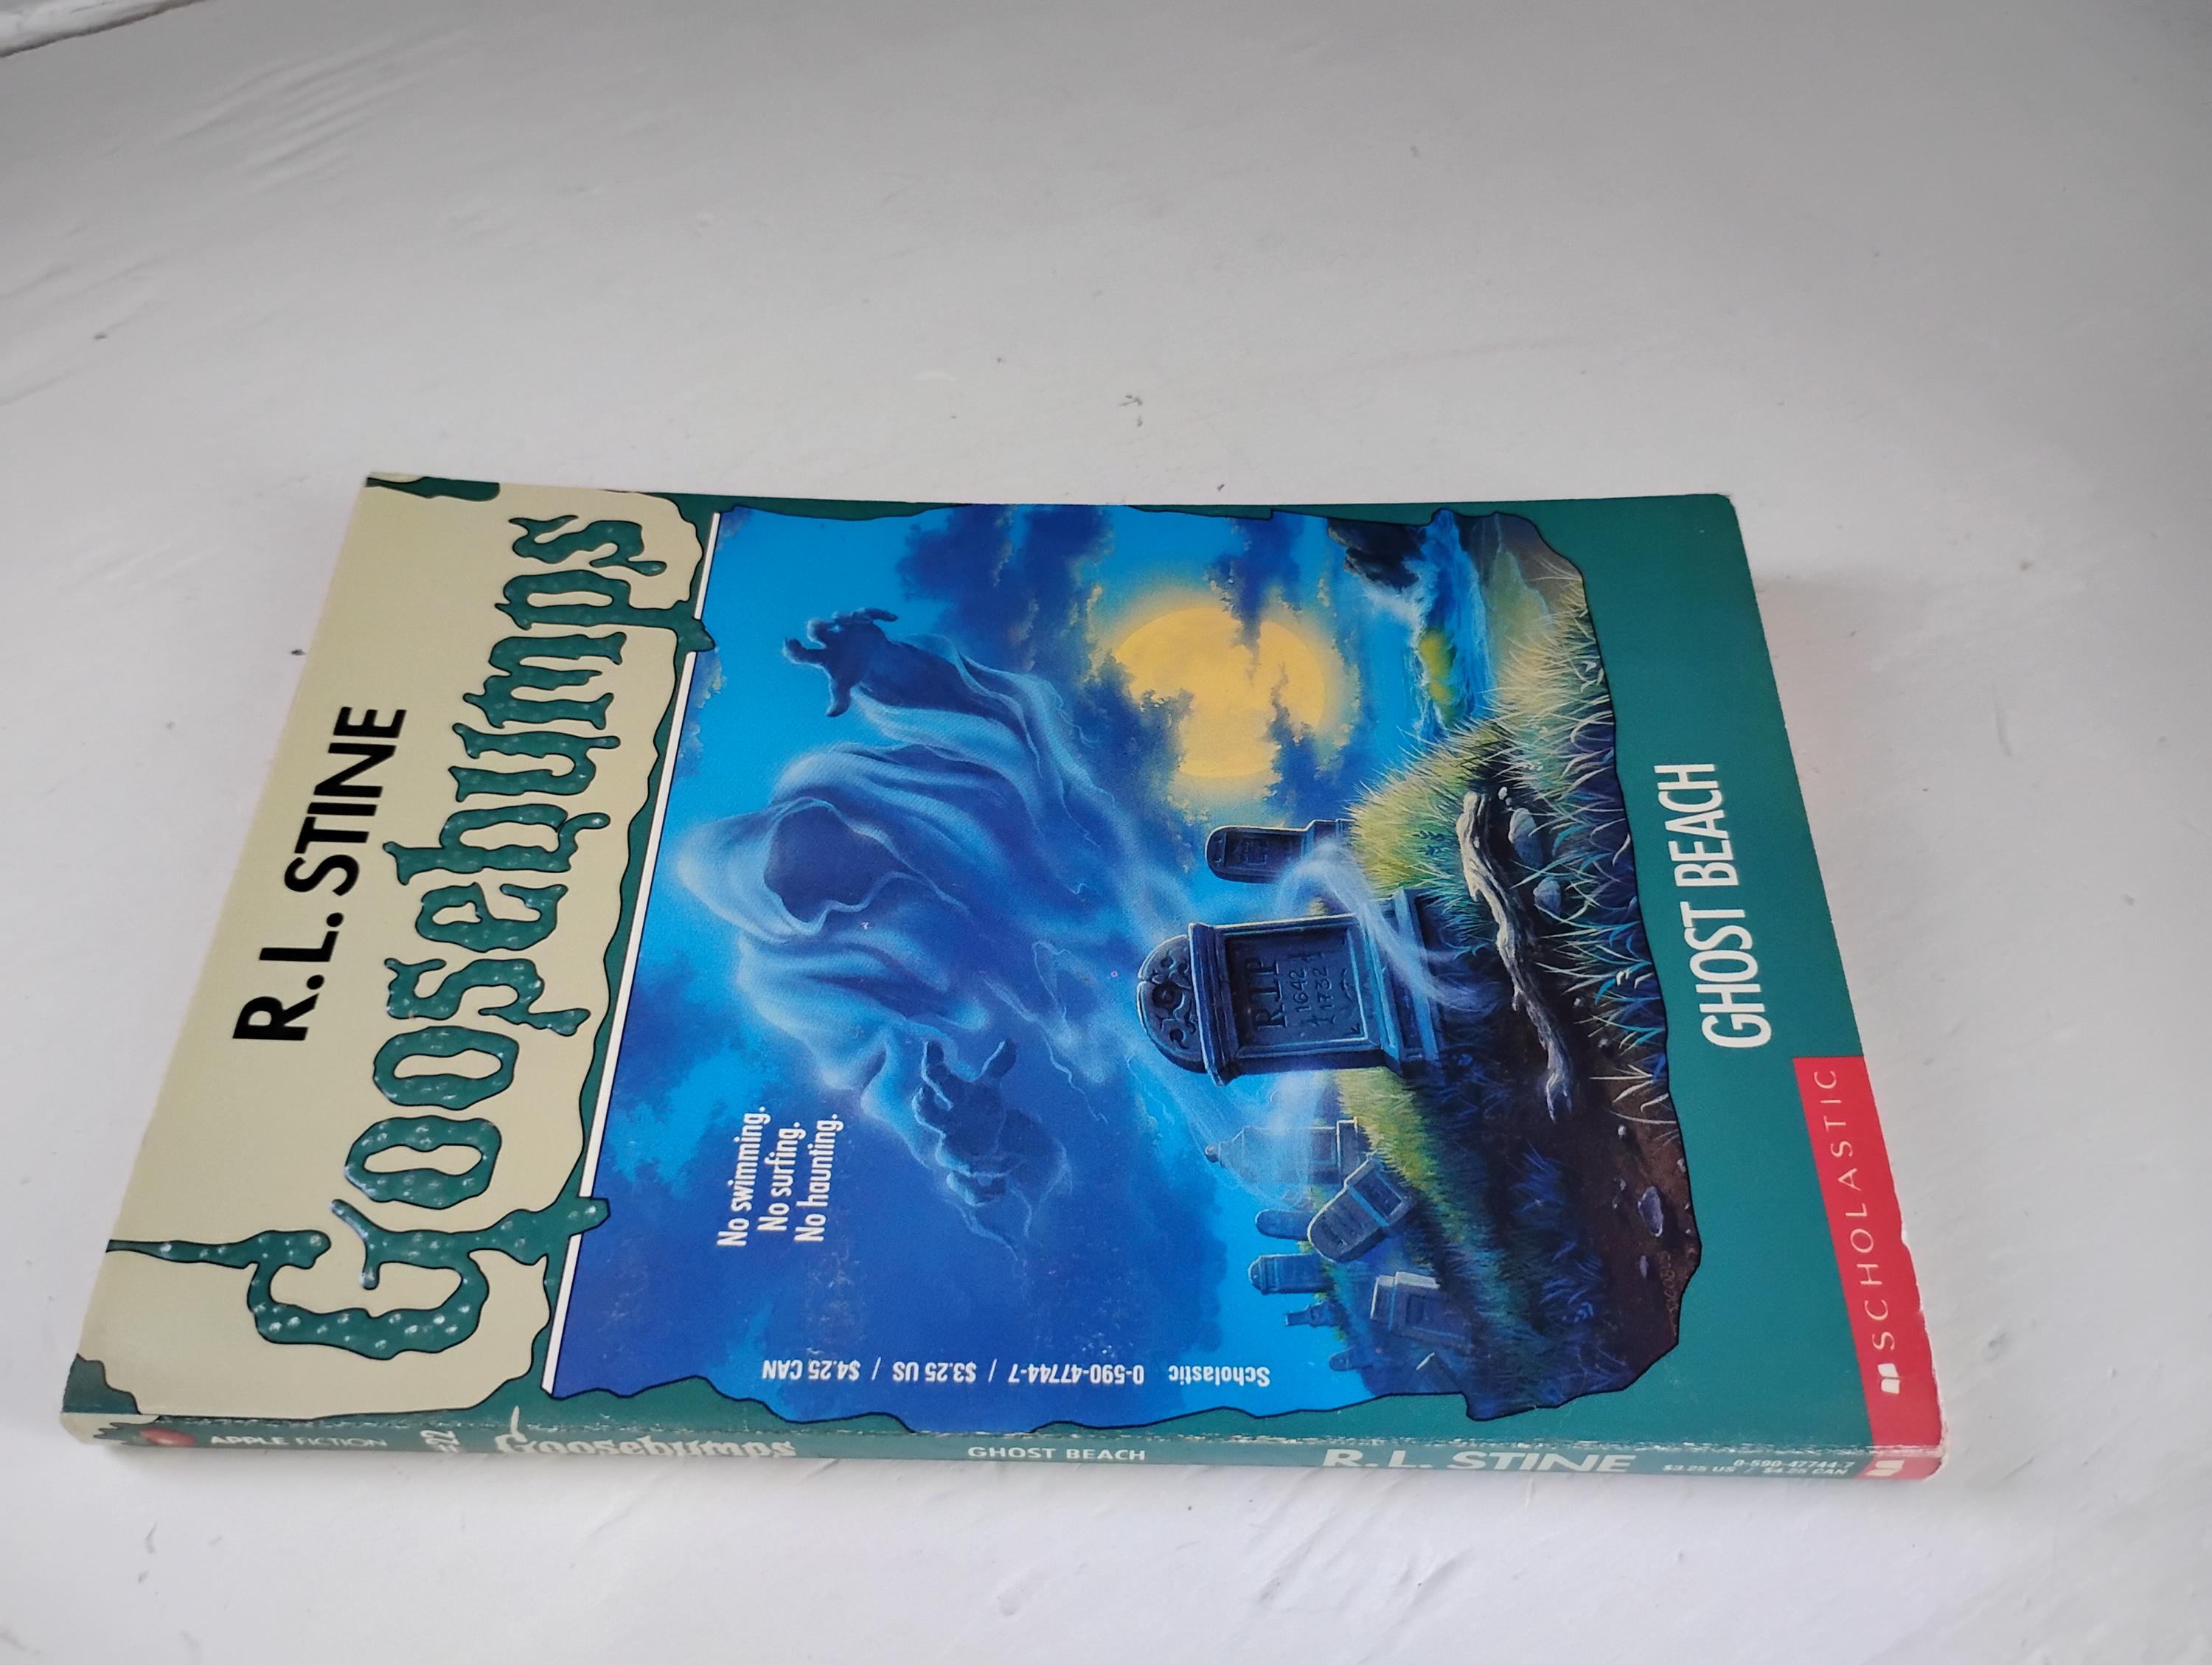 R.L. STINE
Goosebumps
No swimming.
No surfing.
No haunting.
Scholastic 0-590-47744-7 / $3.25 US / $4.25 CAN
R.I.P
1642
1732
GHOST BEACH
SCHOLASTIC
APPLE FICTION
#22
Goosebumps
GHOST BEACH
R.L. STINE
0-590-47744-7
$3.25 US / $4.25 CAN